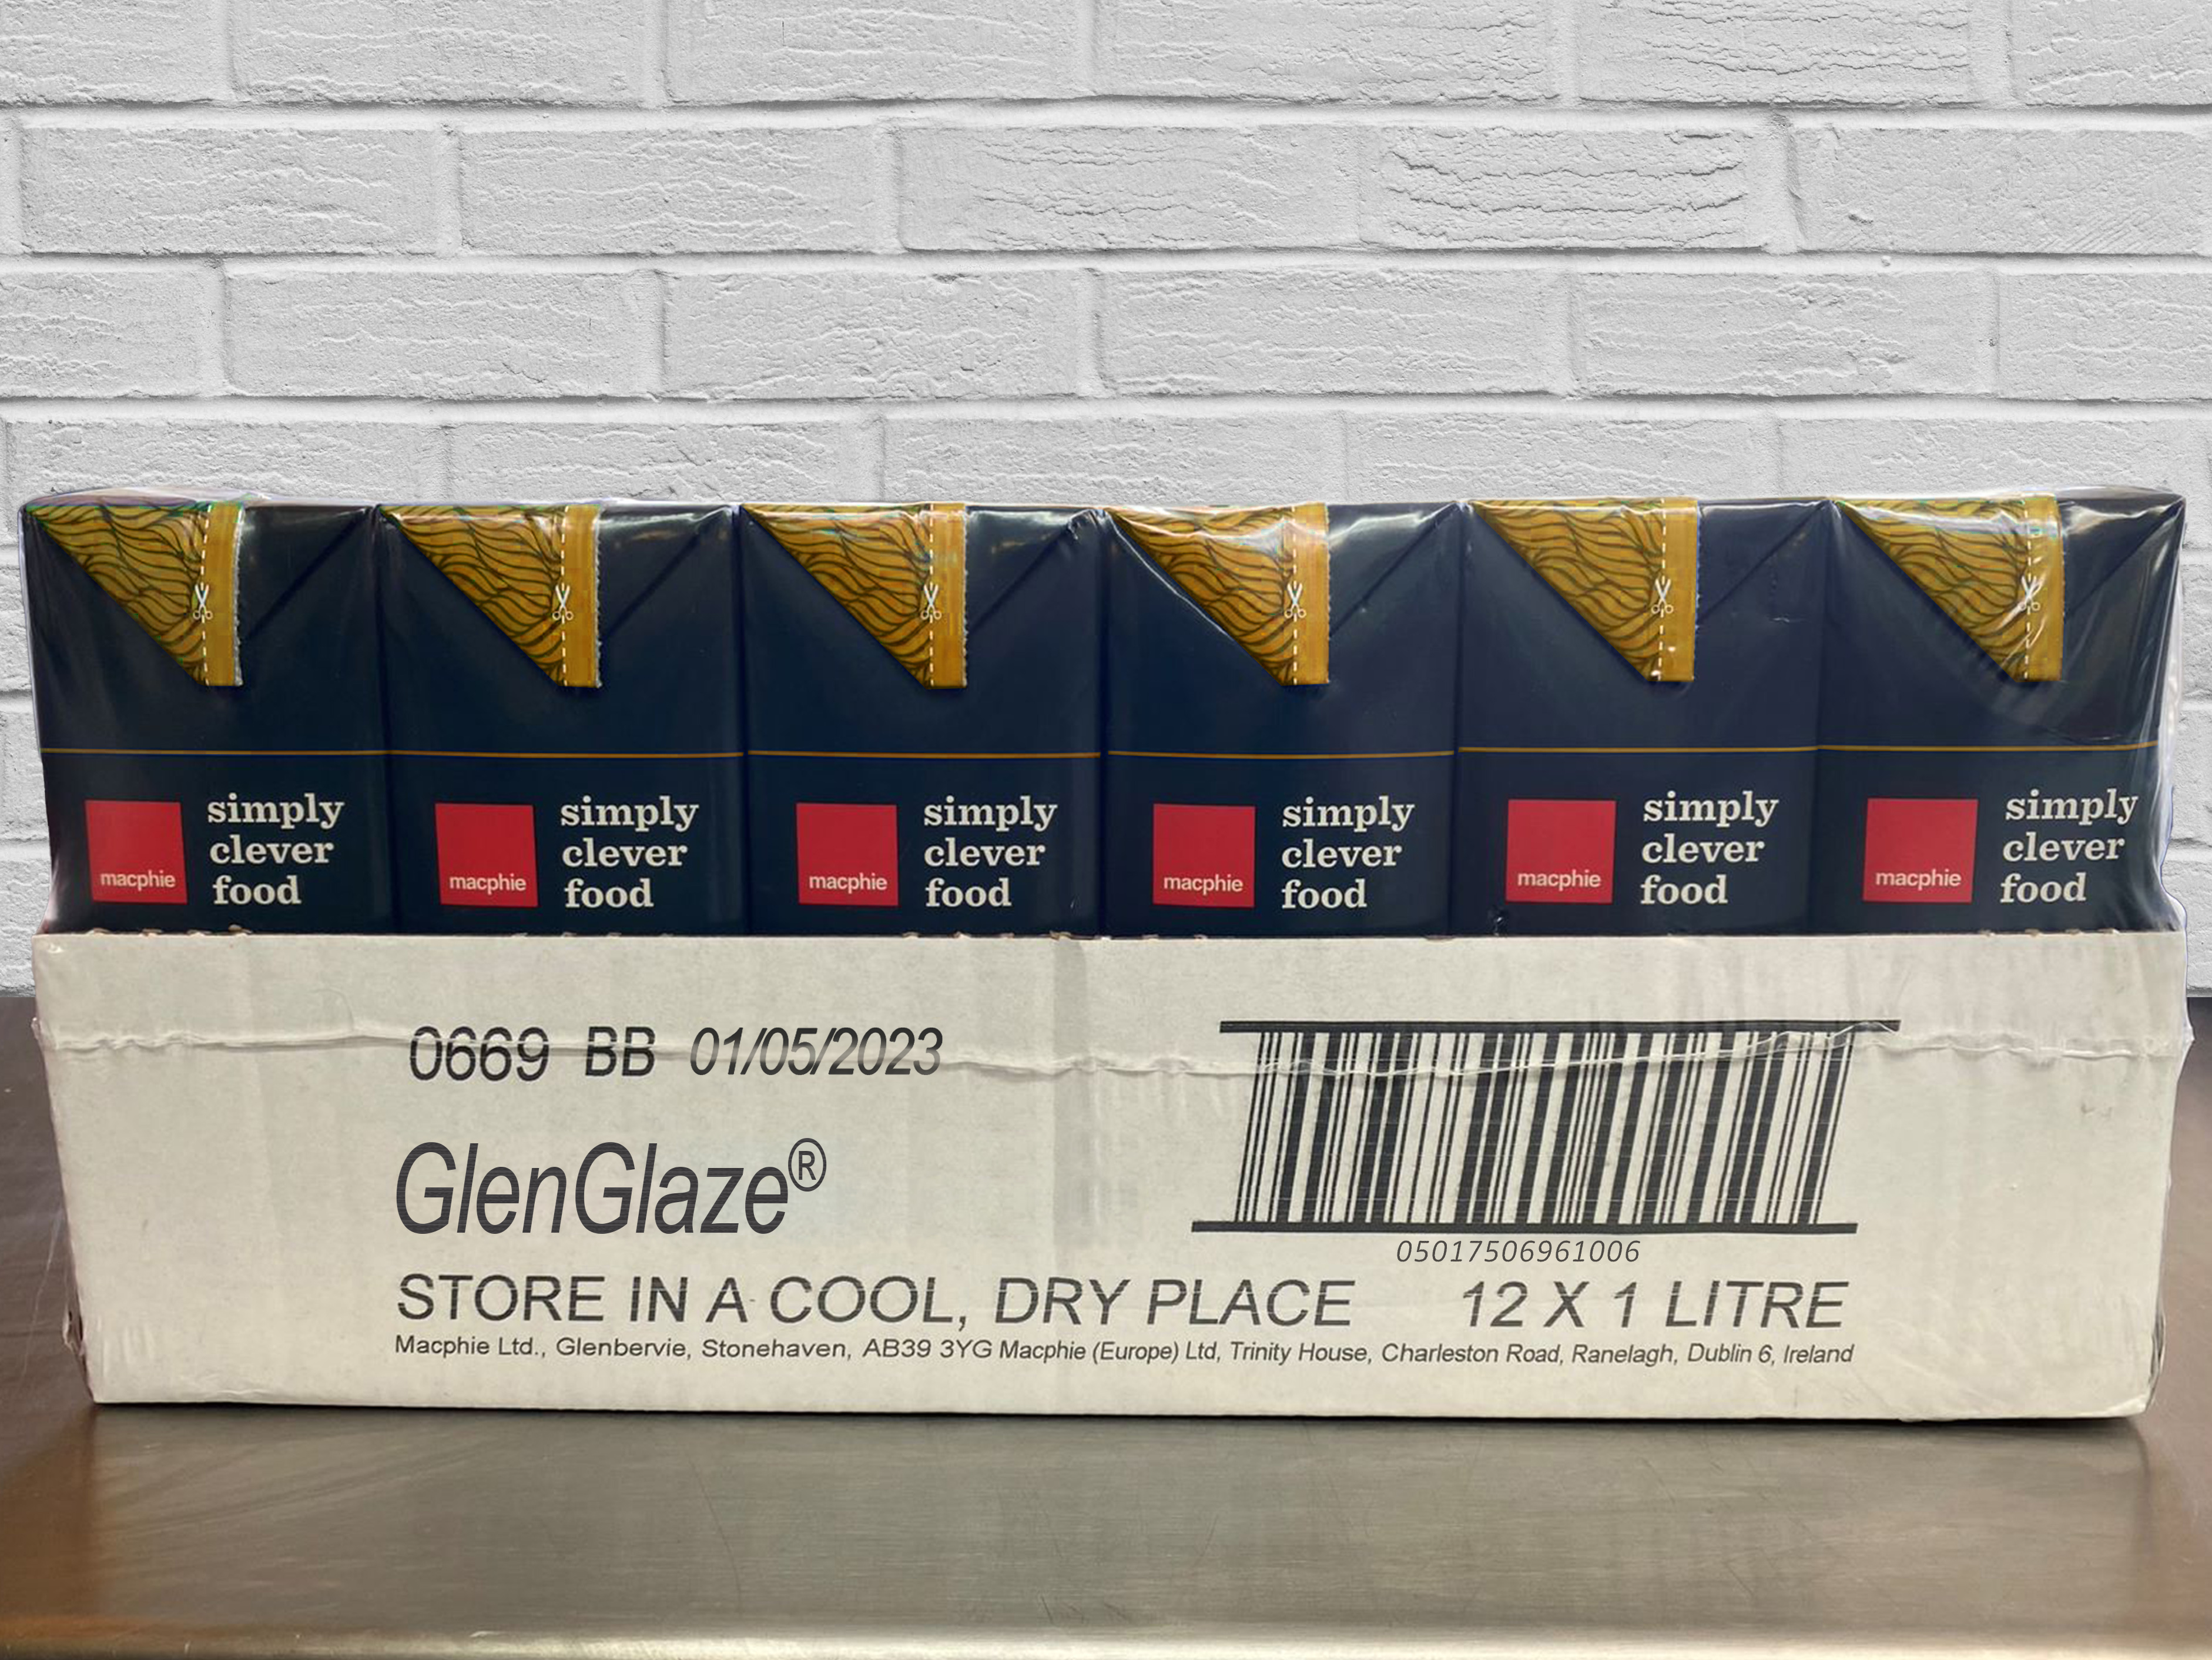 macphie
simply
clever
food
macphie
simply
clever
food
macphie
simply
clever
food
macphie
simply
clever
food
macphie
simply
clever
food
macphie
simply
clever
food
0669 BB 01/05/2023
GlenGlaze®
05017506961006
STORE IN A COOL, DRY PLACE 12 X 1 LITRE
Macphie Ltd., Glenbervie, Stonehaven, AB39 3YG Macphie (Europe) Ltd, Trinity House, Charleston Road, Ranelagh, Dublin 6, Ireland